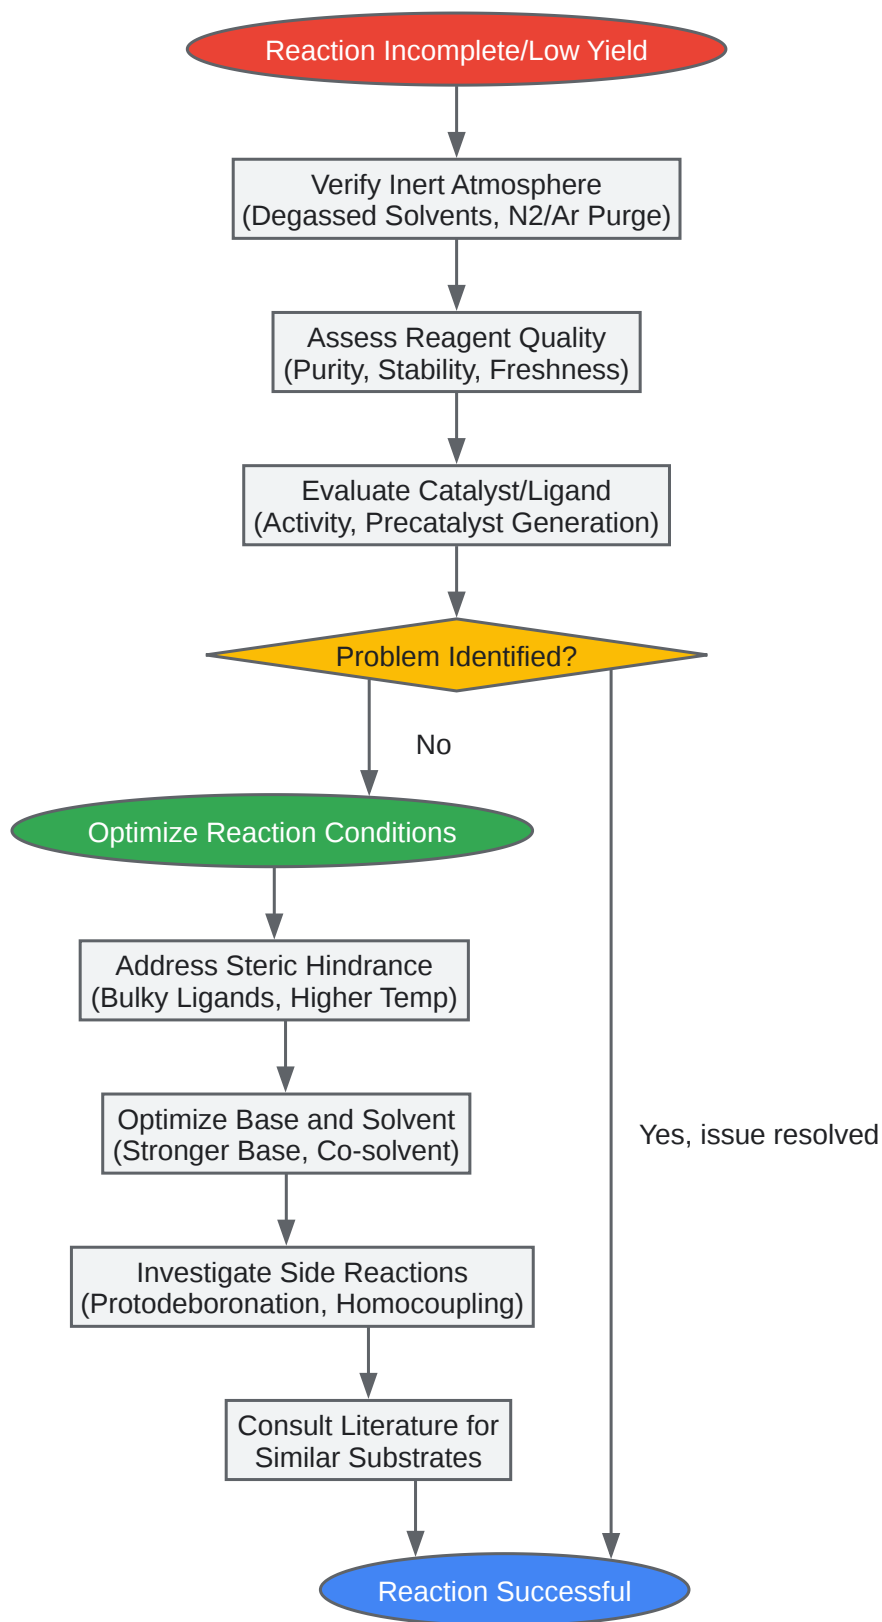 Reaction Incomplete/Low Yield
Verify Inert Atmosphere
(Degassed Solvents, N2/Ar Purge)
Assess Reagent Quality
(Purity, Stability, Freshness)
Evaluate Catalyst/Ligand
(Activity, Precatalyst Generation)
Problem Identified?
No
Optimize Reaction Conditions
Address Steric Hindrance
(Bulky Ligands, Higher Temp)
Optimize Base and Solvent
(Stronger Base, Co-solvent)
Yes, issue resolved
Investigate Side Reactions
(Protodeboronation, Homocoupling)
Consult Literature for
Similar Substrates
Reaction Successful